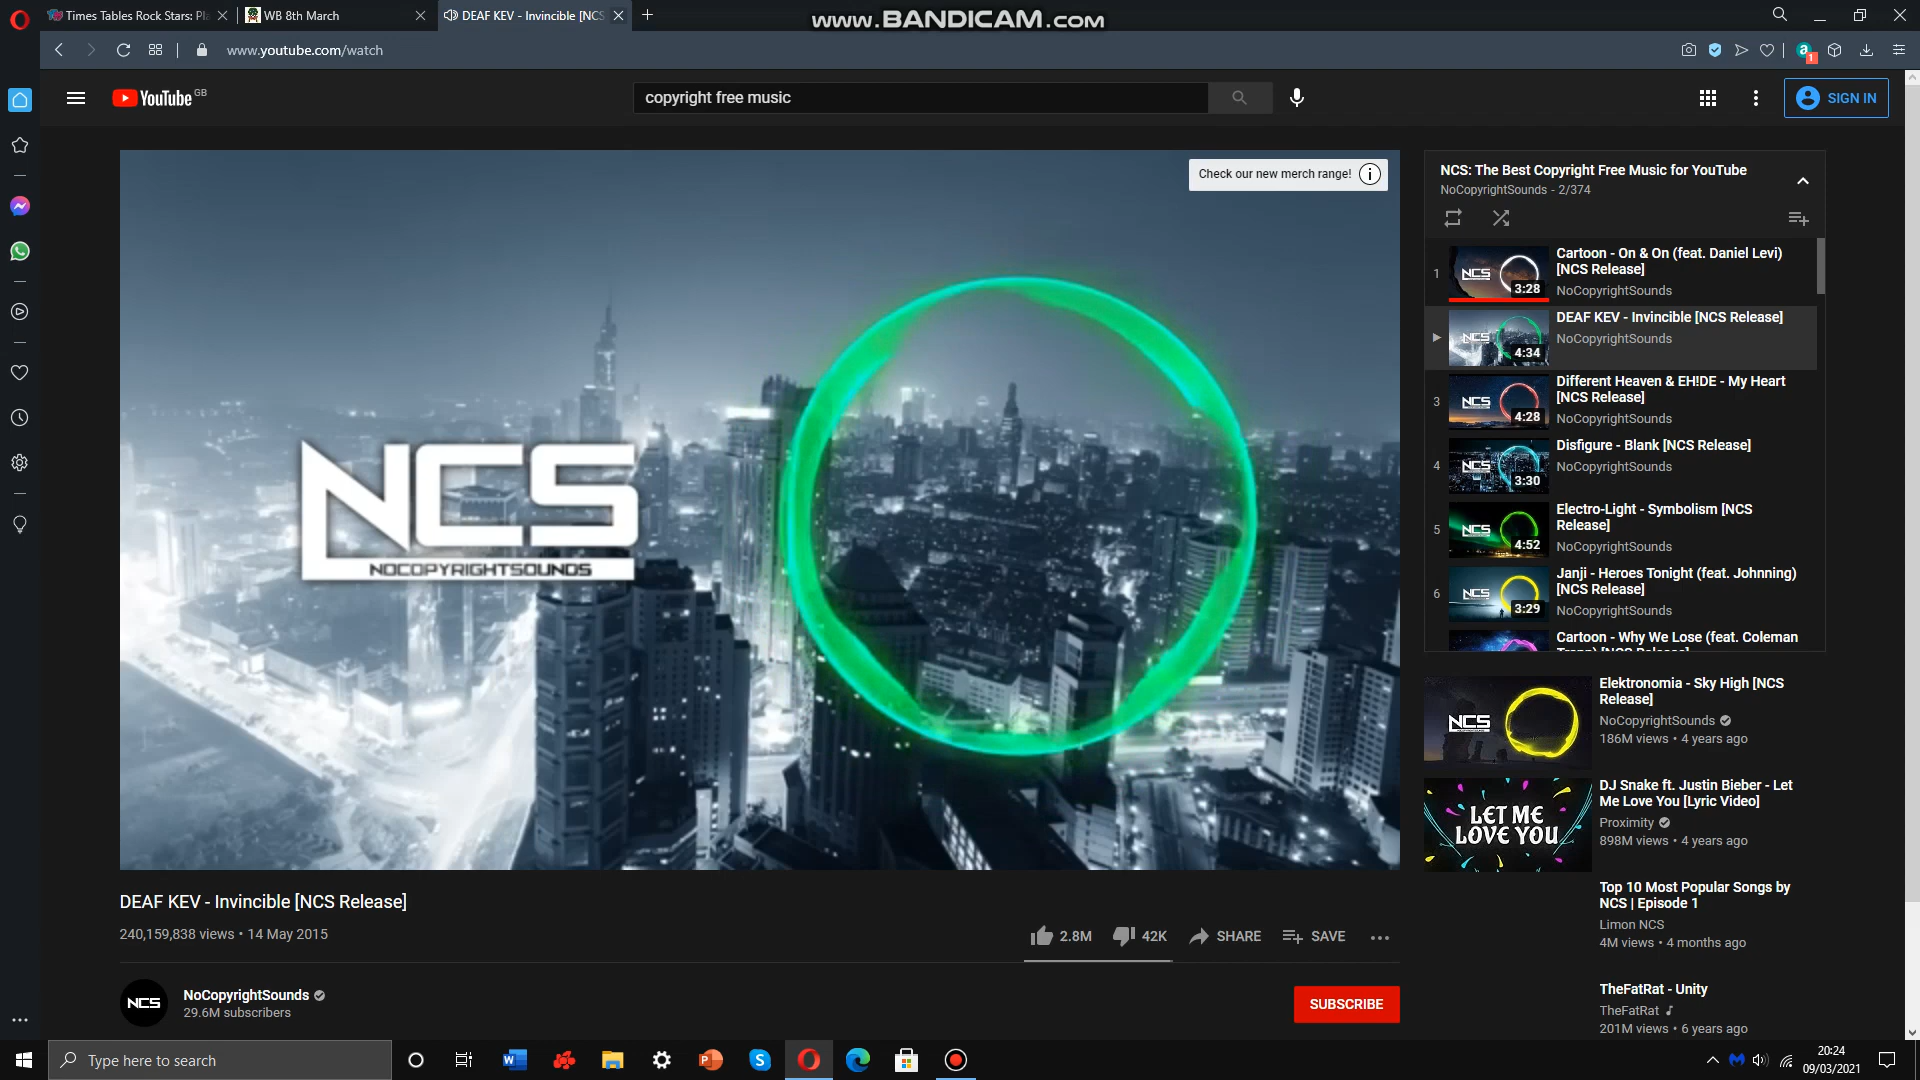 Times Tables Rock Stars: Pl
WB 8th March
DEAF KEV - Invincible [NCS
www.BANDICAM.com
www.youtube.com/watch
YouTube GB
copyright free music
SIGN IN
Check our new merch range!
NCS
NOCOPYRIGHTSOUNDS
DEAF KEV - Invincible [NCS Release]
240,159,838 views • 14 May 2015
2.8M
42K
SHARE
SAVE
NCS
NoCopyrightSounds
29.6M subscribers
SUBSCRIBE
NCS: The Best Copyright Free Music for YouTube
NoCopyrightSounds - 2/374
1
NCS
3:28
Cartoon - On & On (feat. Daniel Levi)
[NCS Release]
NoCopyrightSounds
NCS
4:34
DEAF KEV - Invincible [NCS Release]
NoCopyrightSounds
3
NCS
4:28
Different Heaven & EH!DE - My Heart
[NCS Release]
NoCopyrightSounds
4
NCS
3:30
Disfigure - Blank [NCS Release]
NoCopyrightSounds
5
NCS
4:52
Electro-Light - Symbolism [NCS
Release]
NoCopyrightSounds
6
NCS
3:29
Janji - Heroes Tonight (feat. Johnning)
[NCS Release]
NoCopyrightSounds
Cartoon - Why We Lose (feat. Coleman
NCS
Elektronomia - Sky High [NCS
Release]
NoCopyrightSounds
186M views • 4 years ago
LET ME
LOVE YOU
DJ Snake ft. Justin Bieber - Let
Me Love You [Lyric Video]
Proximity
898M views • 4 years ago
Top 10 Most Popular Songs by
NCS | Episode 1
Limon NCS
4M views • 4 months ago
TheFatRat - Unity
TheFatRat
201M views • 6 years ago
Type here to search
20:24
09/03/2021